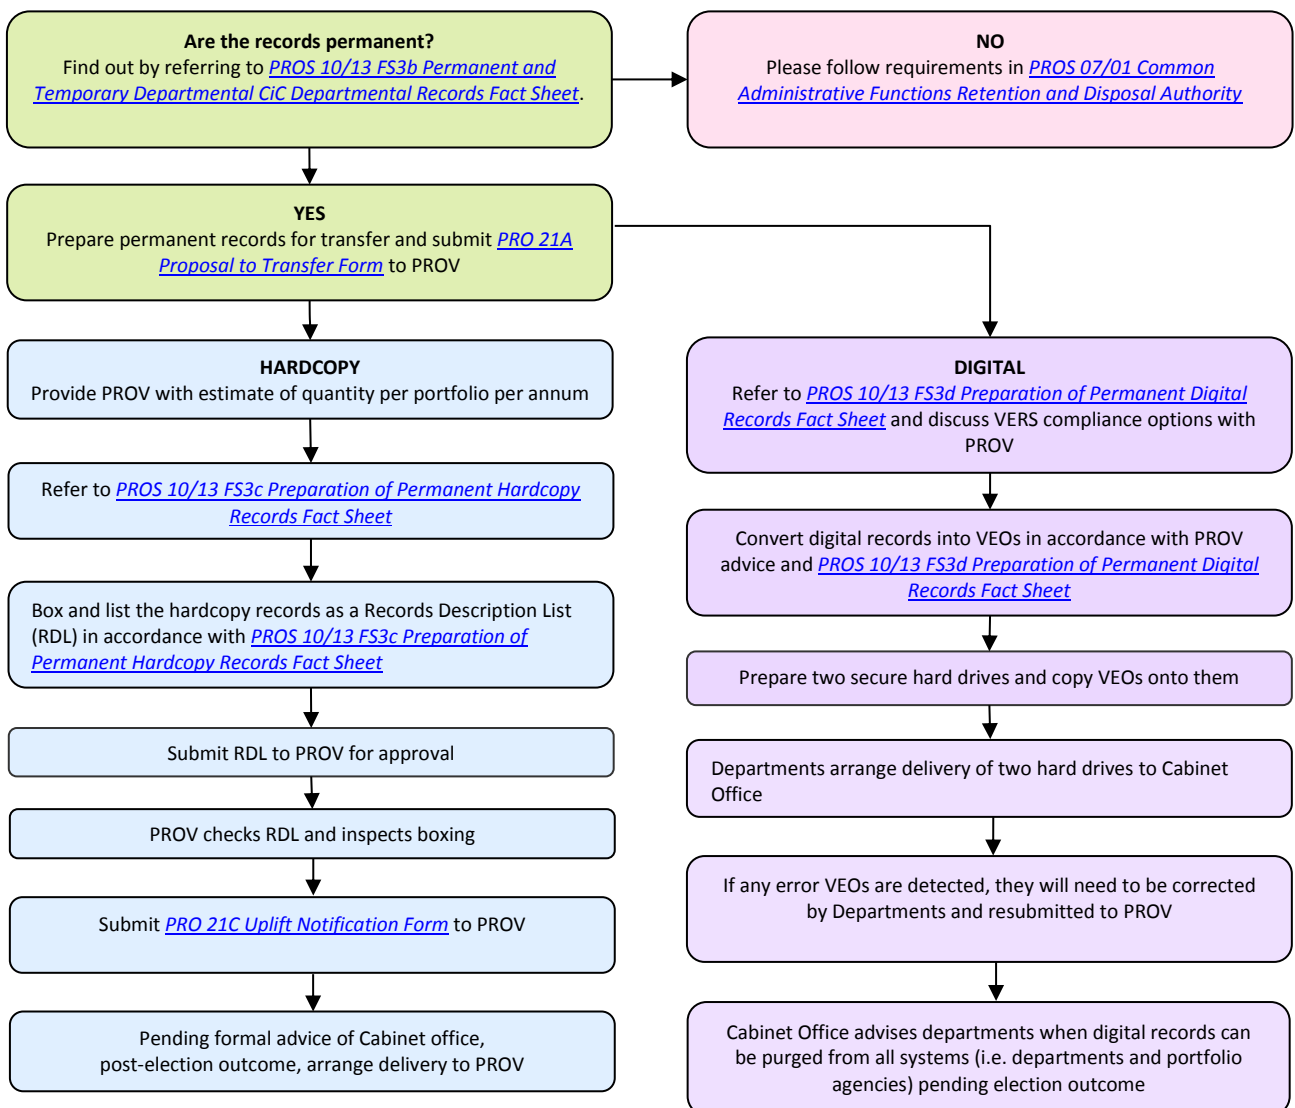 Are the records permanent?
Find out by referring to PROS 10/13 FS3b Permanent and
Temporary Departmental CiC Departmental Records Fact Sheet.
NO
Please follow requirements in PROS 07/01 Common
Administrative Functions Retention and Disposal Authority
YES
Prepare permanent records for transfer and submit PRO 21A
Proposal to Transfer Form to PROV
HARDCOPY
Provide PROV with estimate of quantity per portfolio per annum
Refer to PROS 10/13 FS3c Preparation of Permanent Hardcopy
Records Fact Sheet
Box and list the hardcopy records as a Records Description List
(RDL) in accordance with PROS 10/13 FS3c Preparation of
Permanent Hardcopy Records Fact Sheet
Submit RDL to PROV for approval
PROV checks RDL and inspects boxing
Submit PRO 21C Uplift Notification Form to PROV
Pending formal advice of Cabinet office,
post-election outcome, arrange delivery to PROV
DIGITAL
Refer to PROS 10/13 FS3d Preparation of Permanent Digital
Records Fact Sheet and discuss VERS compliance options with
PROV
Convert digital records into VEOs in accordance with PROV
advice and PROS 10/13 FS3d Preparation of Permanent Digital
Records Fact Sheet
Prepare two secure hard drives and copy VEOs onto them
Departments arrange delivery of two hard drives to Cabinet
Office
If any error VEOs are detected, they will need to be corrected
by Departments and resubmitted to PROV
Cabinet Office advises departments when digital records can
be purged from all systems (i.e. departments and portfolio
agencies) pending election outcome